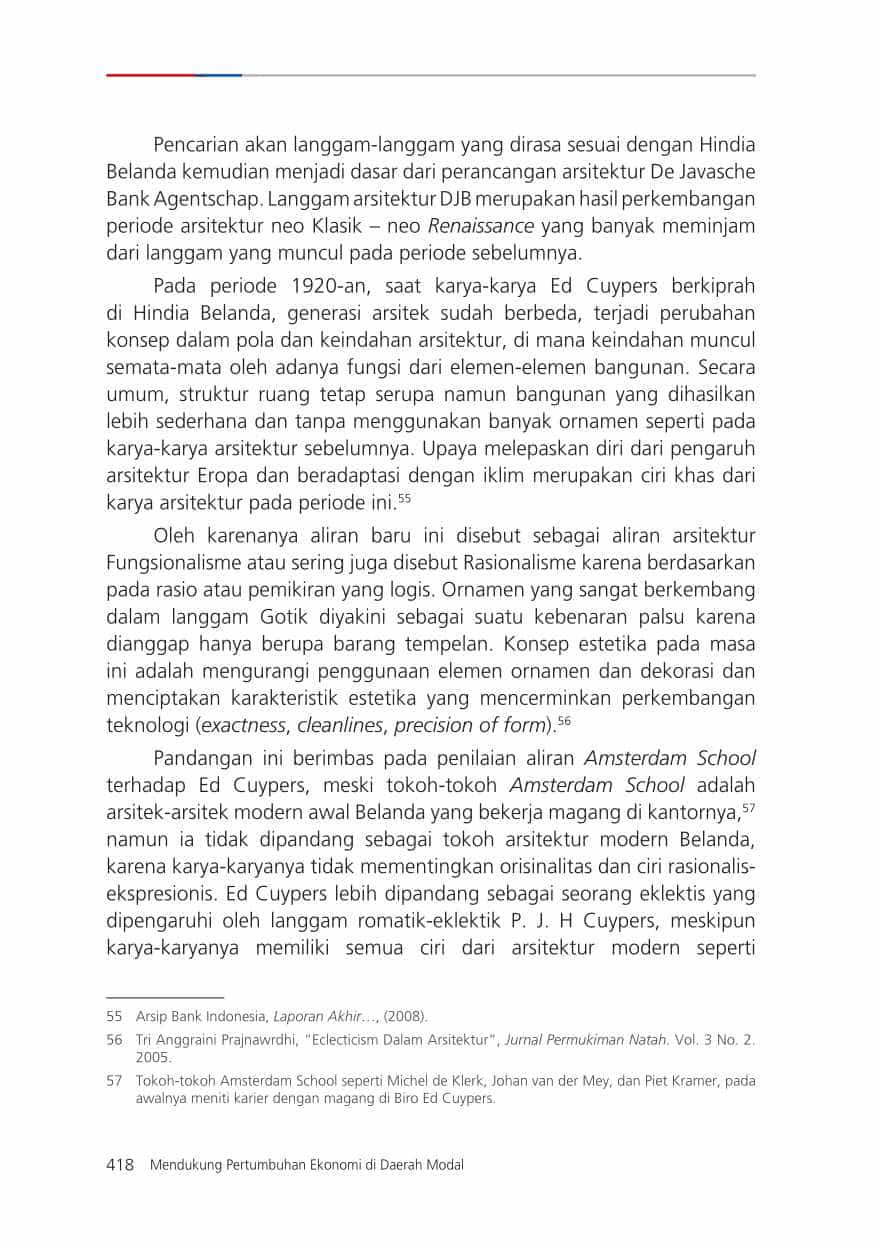 Pencarian akan langgam-langgam yang dirasa sesuai dengan Hindia
Belanda kemudian menjadi dasar dari perancangan arsitektur De Javasche
Bank Agentschap. Langgam arsitektur DJB merupakan hasil perkembangan
periode arsitektur neo Klasik – neo Renaissance yang banyak meminjam
dari langgam yang muncul pada periode sebelumnya.
Pada periode 1920-an, saat karya-karya Ed Cuypers berkiprah
di Hindia Belanda, generasi arsitek sudah berbeda, terjadi perubahan
konsep dalam pola dan keindahan arsitektur, di mana keindahan muncul
semata-mata oleh adanya fungsi dari elemen-elemen bangunan. Secara
umum, struktur ruang tetap serupa namun bangunan yang dihasilkan
lebih sederhana dan tanpa menggunakan banyak ornamen seperti pada
karya-karya arsitektur sebelumnya. Upaya melepaskan diri dari pengaruh
arsitektur Eropa dan beradaptasi dengan iklim merupakan ciri khas dari
karya arsitektur pada periode ini.55
Oleh karenanya aliran baru ini disebut sebagai aliran arsitektur
Fungsionalisme atau sering juga disebut Rasionalisme karena berdasarkan
pada rasio atau pemikiran yang logis. Ornamen yang sangat berkembang
dalam langgam Gotik diyakini sebagai suatu kebenaran palsu karena
dianggap hanya berupa barang tempelan. Konsep estetika pada masa
ini adalah mengurangi penggunaan elemen ornamen dan dekorasi dan
menciptakan karakteristik estetika yang mencerminkan perkembangan
teknologi (exactness, cleanlines, precision of form).56
Pandangan ini berimbas pada penilaian aliran Amsterdam School
terhadap Ed Cuypers, meski tokoh-tokoh Amsterdam School adalah
arsitek-arsitek modern awal Belanda yang bekerja magang di kantornya,57
namun ia tidak dipandang sebagai tokoh arsitektur modern Belanda,
karena karya-karyanya tidak mementingkan orisinalitas dan ciri rasionalis-
ekspresionis. Ed Cuypers lebih dipandang sebagai seorang eklektis yang
dipengaruhi oleh langgam romatik-eklektik P. J. H Cuypers, meskipun
karya-karyanya memiliki semua ciri dari arsitektur modern seperti
55 Arsip Bank Indonesia, Laporan Akhir…, (2008).
56 Tri Anggraini Prajnawrdhi, “Eclecticism Dalam Arsitektur”, Jurnal Permukiman Natah. Vol. 3 No. 2.
2005.
57 Tokoh-tokoh Amsterdam School seperti Michel de Klerk, Johan van der Mey, dan Piet Kramer, pada
awalnya meniti karier dengan magang di Biro Ed Cuypers.
418 Mendukung Pertumbuhan Ekonomi di Daerah Modal